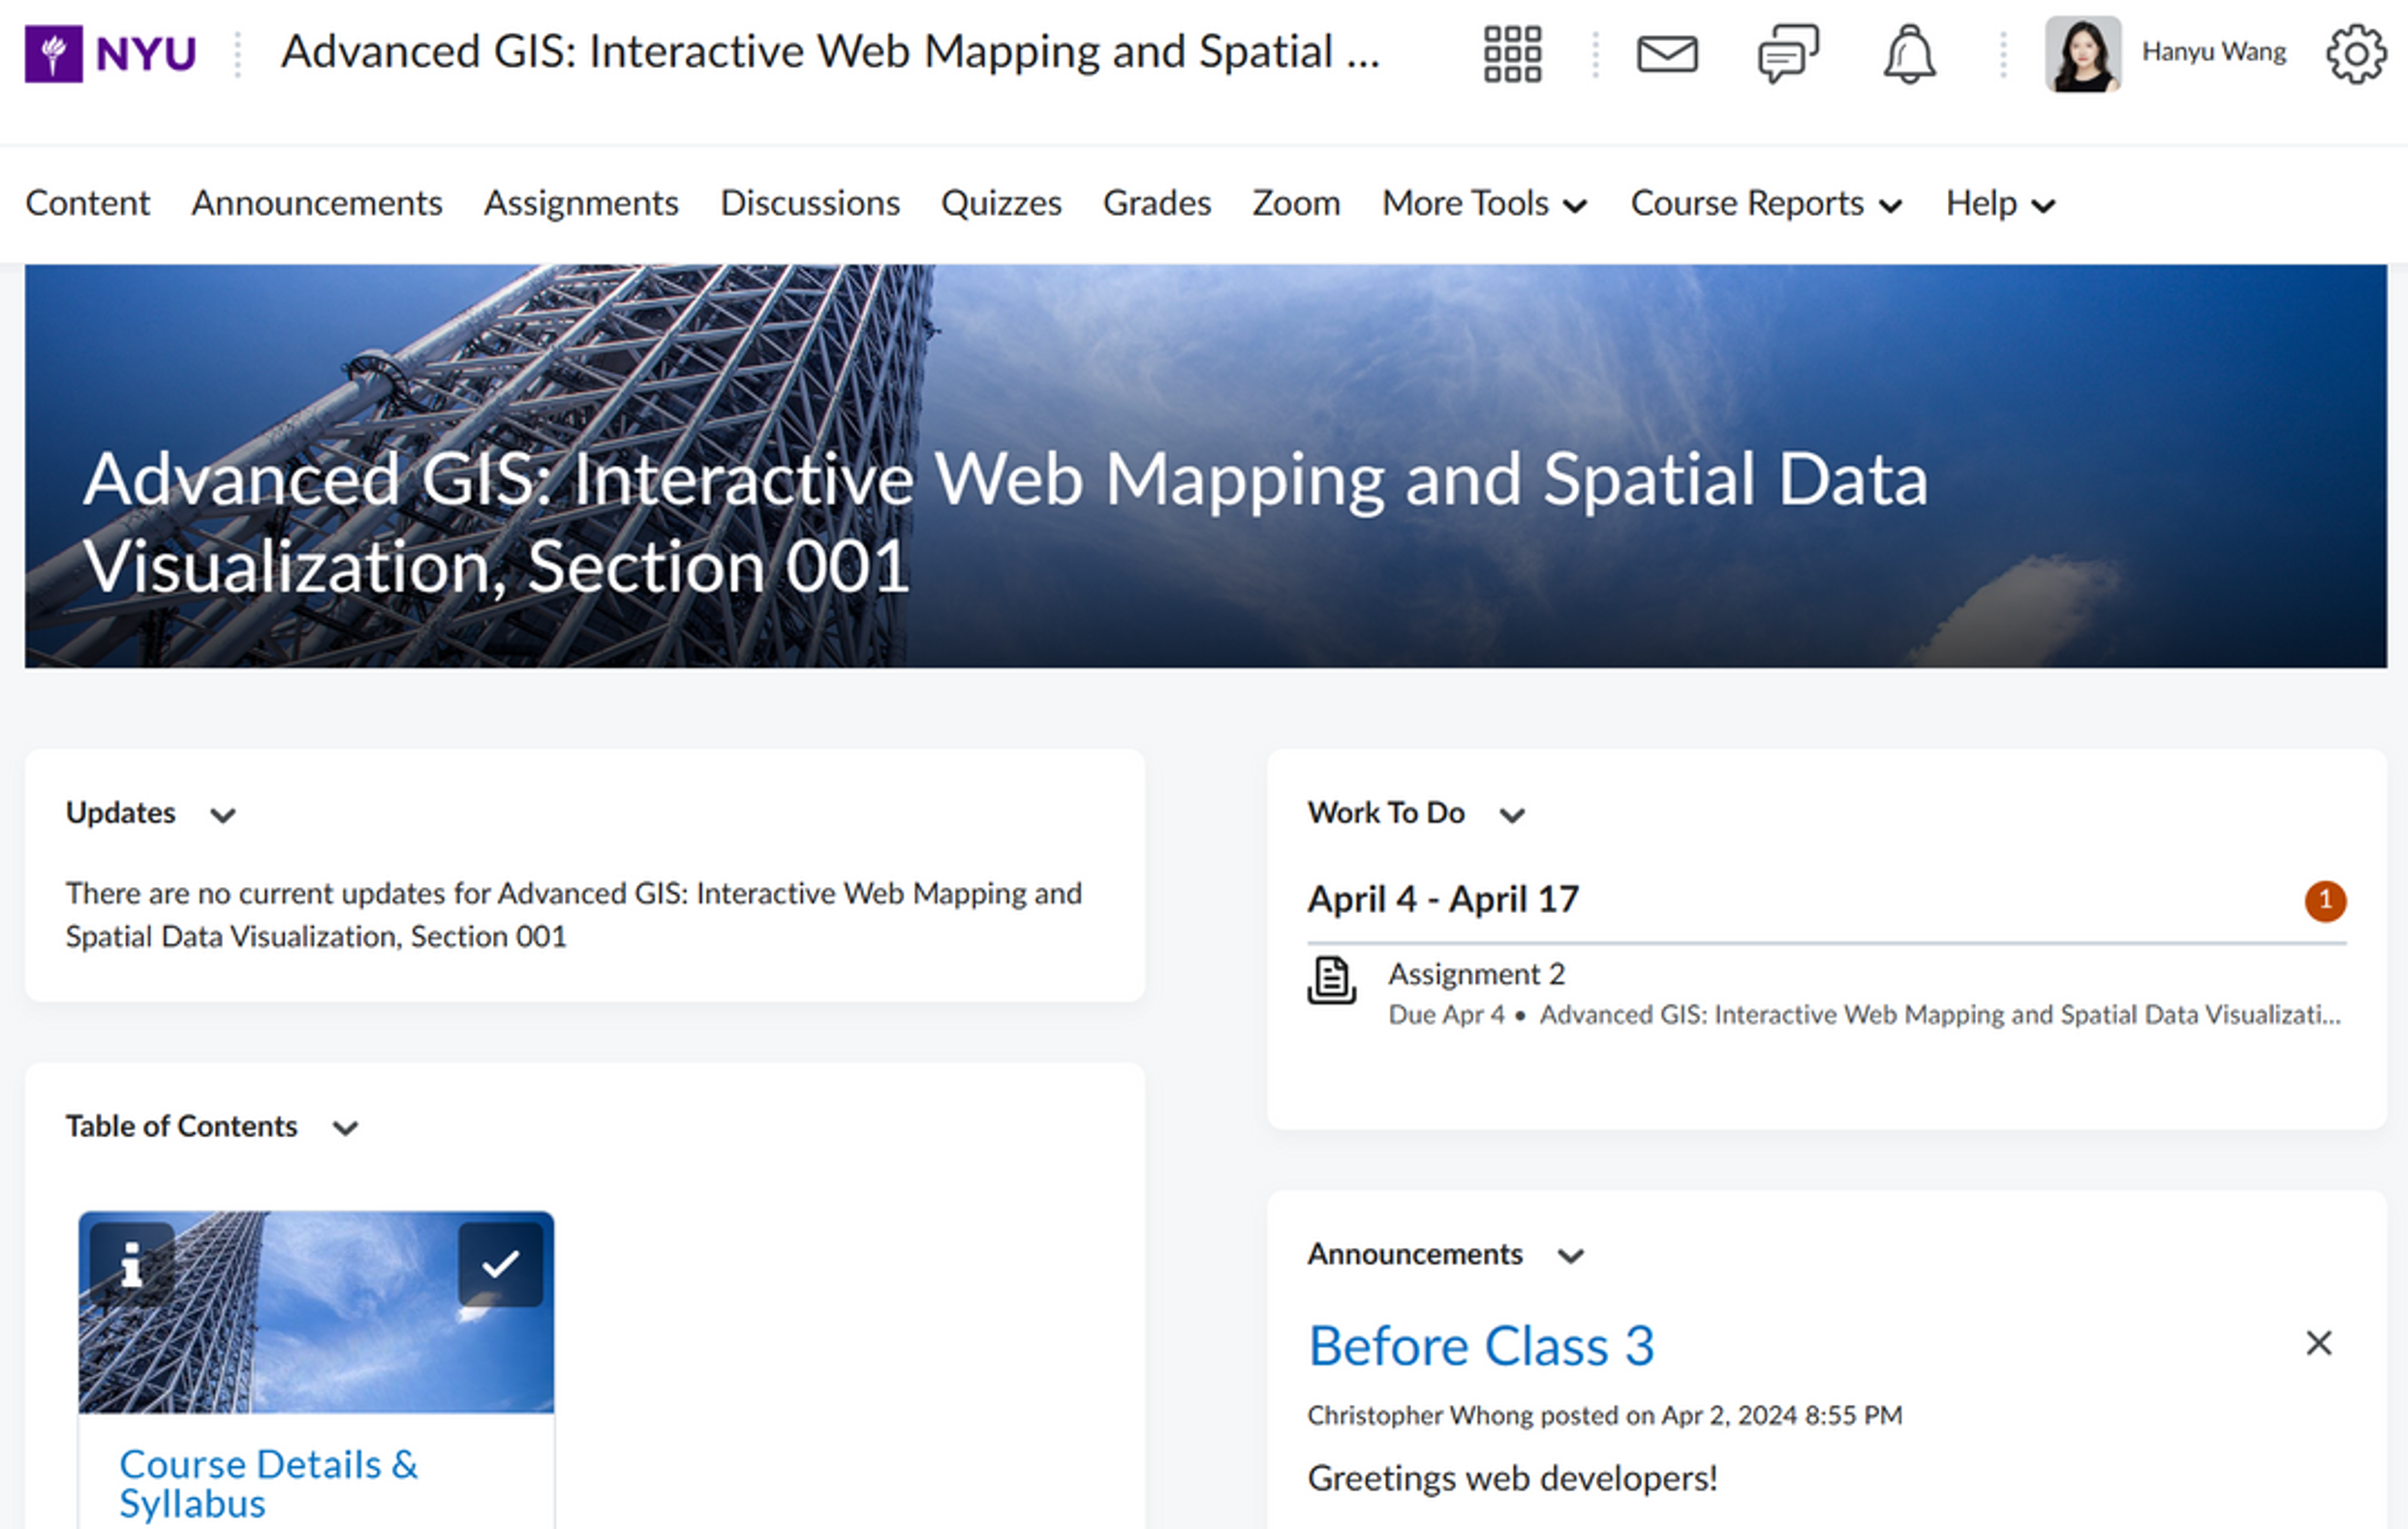 NYU
Advanced GIS: Interactive Web Mapping and Spatial ...
Hanyu Wang
Content Announcements Assignments Discussions Quizzes Grades Zoom More Tools Course Reports Help
Advanced GIS: Interactive Web Mapping and Spatial Data
Visualization, Section 001
Updates
There are no current updates for Advanced GIS: Interactive Web Mapping and
Spatial Data Visualization, Section 001
Table of Contents
Course Details &
Syllabus
Work To Do
April 4 - April 17
1
Assignment 2
Due Apr 4 • Advanced GIS: Interactive Web Mapping and Spatial Data Visualizati...
Announcements
Before Class 3
Christopher Whong posted on Apr 2, 2024 8:55 PM
Greetings web developers!